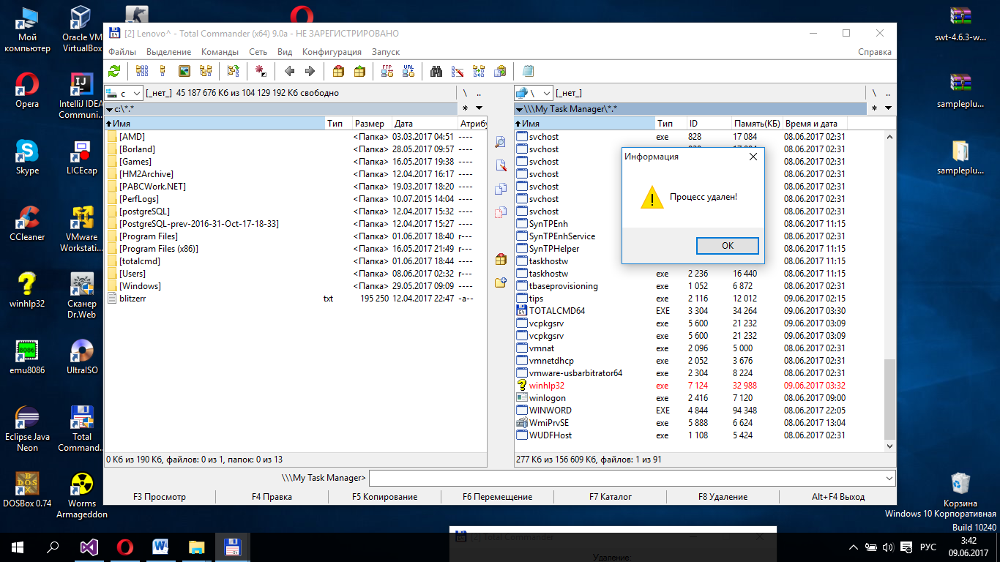 Мой
компьютер
Oracle VM
VirtualBox
Opera
IntelliJ IDEA
Communi...
Skype
LICEcap
CCleaner
VMware
Workstati...
winhlp32
Сканер
Dr.Web
emu8086
UltraISO
Eclipse Java
Neon
Total
Command...
DOSBox 0.74
Worms
Armageddon
[2] Lenovo^ - Total Commander (x64) 9.0a - НЕ ЗАРЕГИСТРИРОВАНО
Файлы Выделение Команды Сеть Вид Конфигурация Запуск Справка
FTP URL
c [_нет_] 45 187 676 Кб из 104 129 192 Кб свободно \ ..
c:\*.* * 
Имя Тип Размер Дата Атрибу
[AMD] <Папка> 03.03.2017 04:51 ----
[Borland] <Папка> 28.05.2017 09:57 ----
[Games] <Папка> 16.05.2017 19:38 ----
[HM2Archive] <Папка> 12.04.2017 16:17 ----
[PABCWork.NET] <Папка> 19.03.2017 18:20 ----
[PerfLogs] <Папка> 10.07.2015 14:04 ----
[postgreSQL] <Папка> 12.04.2017 15:32 ----
[PostgreSQL-prev-2016-31-Oct-17-18-33] <Папка> 12.04.2017 15:27 ----
[Program Files] <Папка> 01.06.2017 18:40 r---
[Program Files (x86)] <Папка> 16.05.2017 21:49 r---
[totalcmd] <Папка> 01.06.2017 18:44 ----
[Users] <Папка> 08.06.2017 02:32 r---
[Windows] <Папка> 29.05.2017 09:09 ----
blitzerr txt 195 250 12.04.2017 22:47 -a--
0 Кб из 190 Кб, файлов: 0 из 1, папок: 0 из 13
\ [_нет_] \ ..
\\\My Task Manager\*.* *
Имя Тип ID Память(КБ) Время и дата
svchost exe 828 17 084 08.06.2017 02:31
svchost 08.06.2017 02:31
svchost 08.06.2017 02:31
svchost 08.06.2017 02:31
svchost 08.06.2017 02:31
svchost 08.06.2017 02:31
svchost 08.06.2017 02:31
SynTPEnh 08.06.2017 11:15
SynTPEnhService 08.06.2017 02:31
SynTPHelper 08.06.2017 11:15
taskhostw 08.06.2017 11:15
taskhostw exe 2 236 16 440 08.06.2017 11:15
tbaseprovisioning exe 1 052 6 872 08.06.2017 02:31
tips exe 2 116 12 012 09.06.2017 02:15
TOTALCMD64 EXE 3 304 34 264 09.06.2017 03:30
vcpkgsrv exe 5 600 21 232 09.06.2017 03:09
vcpkgsrv exe 5 600 21 232 09.06.2017 03:09
vmnat exe 2 096 5 000 08.06.2017 02:31
vmnetdhcp exe 2 052 3 676 08.06.2017 02:31
vmware-usbarbitrator64 exe 2 304 8 224 08.06.2017 02:31
winhlp32 exe 7 124 32 988 09.06.2017 03:32
winlogon exe 2 416 7 120 08.06.2017 09:00
WINWORD EXE 4 844 94 348 08.06.2017 22:05
WmiPrvSE exe 5 888 6 624 08.06.2017 13:04
WUDFHost exe 1 108 5 424 08.06.2017 02:31
277 Кб из 156 609 Кб, файлов: 1 из 91
Информация
Процесс удален!
OK
\\\My Task Manager>
F3 Просмотр F4 Правка F5 Копирование F6 Перемещение F7 Каталог F8 Удаление Alt+F4 Выход
swt-4.6.3-w...
sampleplu...
sampleplu...
Корзина
Windows 10 Корпоративная
Build 10240
[2] Total Commander
Удаление:
РУС
3:42
09.06.2017